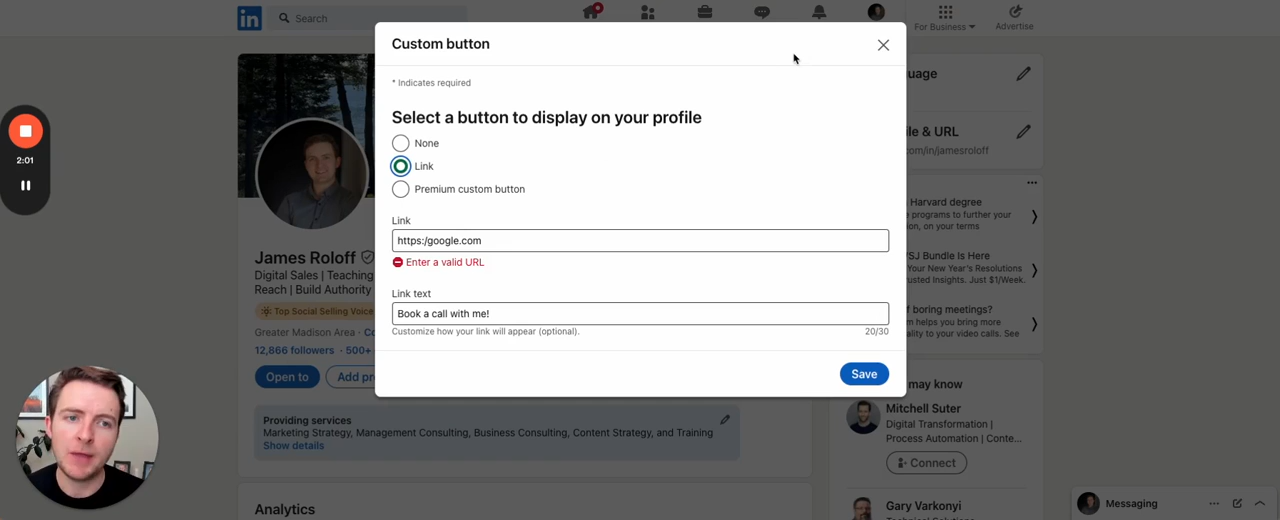 in
Search
For Business
Advertise
Custom button
* Indicates required
Select a button to display on your profile
None
Link
Premium custom button
Link
https:/google.com
Enter a valid URL
Link text
Book a call with me!
Customize how your link will appear (optional).
20/30
Save
2:01
James Roloff
Digital Sales | Teaching
Reach | Build Authority
Top Social Selling Voice
Greater Madison Area
12,866 followers · 500+
Open to
Providing services
Marketing Strategy, Management Consulting, Business Consulting, Content Strategy, and Training
Show details
Analytics
& URL
com/in/jamesroloff
Harvard degree
programs to further your
on, on your terms
SJ Bundle Is Here
Your New Year's Resolutions
Insights. Just $1/Week.
f boring meetings?
helps you bring more
to your video calls. See
may know
Mitchell Suter
Digital Transformation |
Process Automation | Conte...
Connect
Gary Varkonyi
Messaging